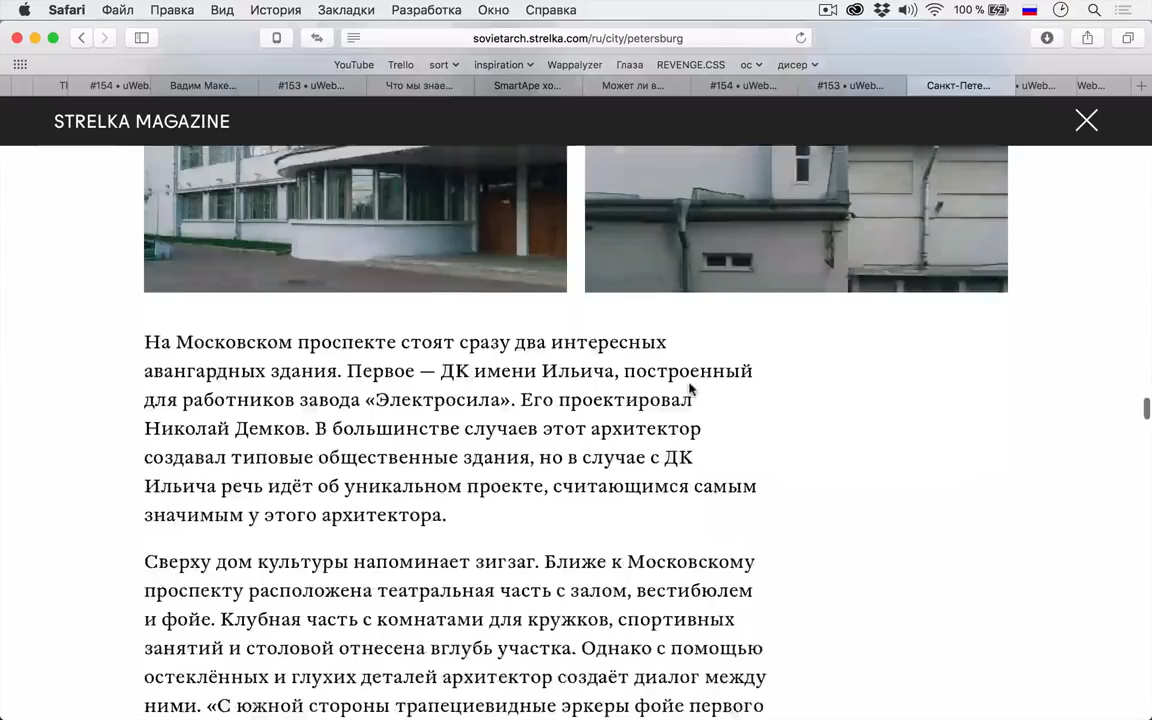 Safari Файл Правка Вид История Закладки Разработка Окно Справка 100 %
sovietarch.strelka.com/ru/city/petersburg
YouTube Trello sort inspiration Wappalyzer Глаза REVENGE.CSS ос дисер
#154 • uWeb. Вадим Маке... #153 • uWeb... Что мы знае... SmartApe хо... Может ли в... #154 • uWeb... #153 • uWeb... Санкт-Пете... • uWeb... Web...
STRELKA MAGAZINE
На Московском проспекте стоят сразу два интересных
авангардных здания. Первое — ДК имени Ильича, построенный
для работников завода «Электросила». Его проектировал
Николай Демков. В большинстве случаев этот архитектор
создавал типовые общественные здания, но в случае с ДК
Ильича речь идёт об уникальном проекте, считающимся самым
значимым у этого архитектора.
Сверху дом культуры напоминает зигзаг. Ближе к Московскому
проспекту расположена театральная часть с залом, вестибюлем
и фойе. Клубная часть с комнатами для кружков, спортивных
занятий и столовой отнесена вглубь участка. Однако с помощью
остеклённых и глухих деталей архитектор создаёт диалог между
ними. «С южной стороны трапециевидные эркеры фойе первого